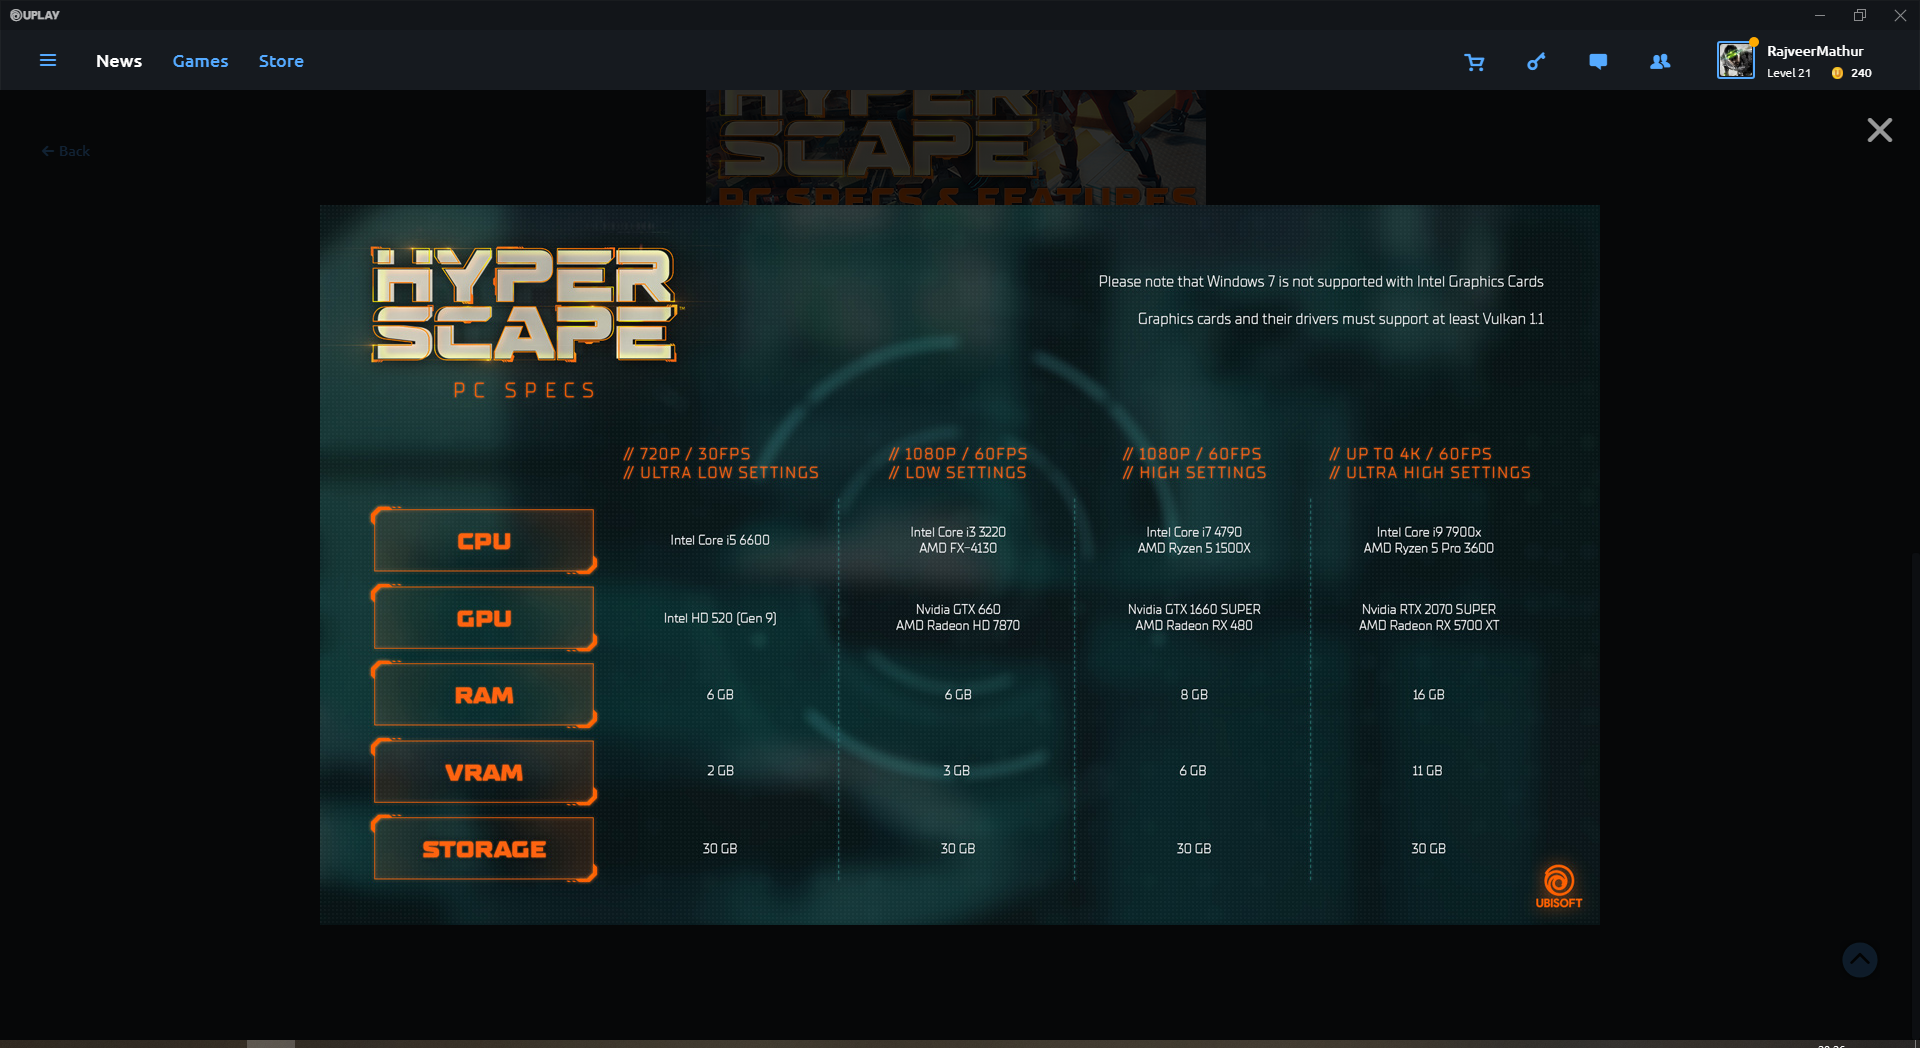 UPLAY
News Games Store
RajveerMathur
Level 21 240
← Back
HYPER
SCAPE
PC SPECS & FEATURES
HYPER
SCAPE™
PC SPECS
Please note that Windows 7 is not supported with Intel Graphics Cards
Graphics cards and their drivers must support at least Vulkan 1.1
// 720P / 30FPS
// ULTRA LOW SETTINGS
// 1080P / 60FPS
// LOW SETTINGS
// 1080P / 60FPS
// HIGH SETTINGS
// UP TO 4K / 60FPS
// ULTRA HIGH SETTINGS
CPU
Intel Core i5 6600
Intel Core i3 3220
AMD FX-4130
Intel Core i7 4790
AMD Ryzen 5 1500X
Intel Core i9 7900x
AMD Ryzen 5 Pro 3600
GPU
Intel HD 520 (Gen 9)
Nvidia GTX 660
AMD Radeon HD 7870
Nvidia GTX 1660 SUPER
AMD Radeon RX 480
Nvidia RTX 2070 SUPER
AMD Radeon RX 5700 XT
RAM
6 GB
6 GB
8 GB
16 GB
VRAM
2 GB
3 GB
6 GB
11 GB
STORAGE
30 GB
30 GB
30 GB
30 GB
UBISOFT